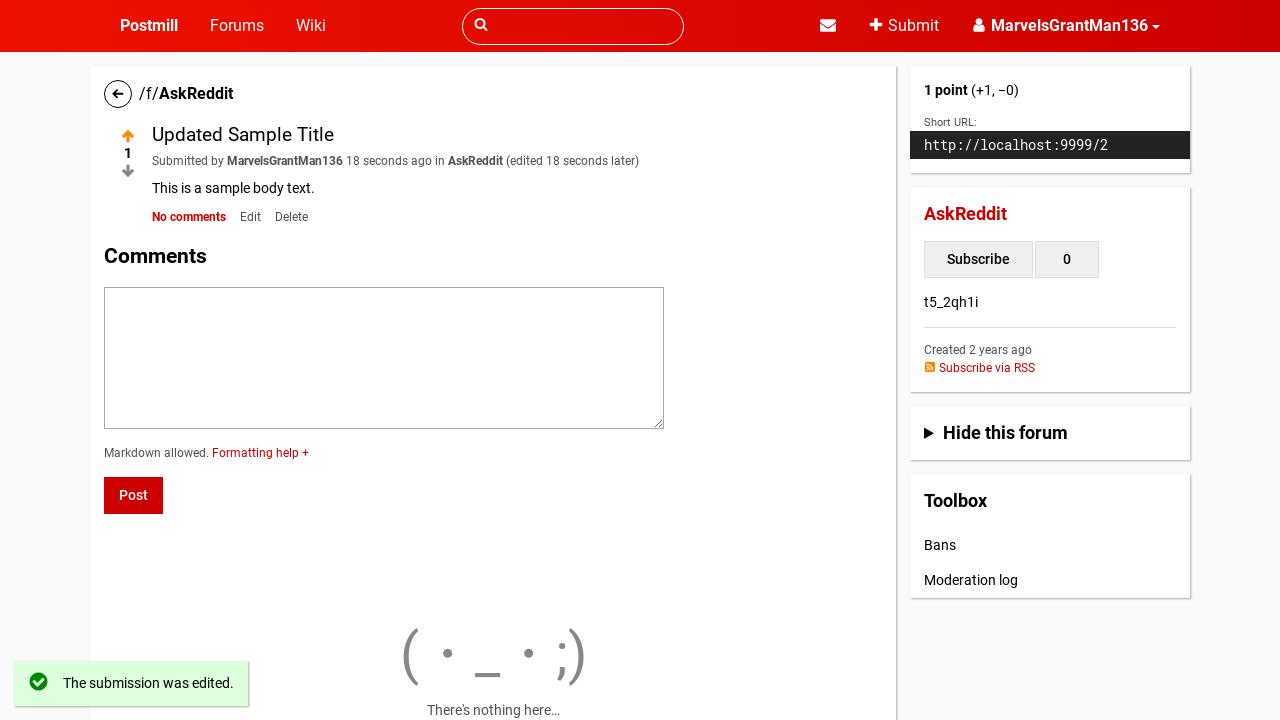 Postmill Forums Wiki Submit MarvelsGrantMan136
/f/AskReddit
Updated Sample Title
1
Submitted by MarvelsGrantMan136 18 seconds ago in AskReddit (edited 18 seconds later)
This is a sample body text.
No comments Edit Delete
Comments
Markdown allowed. Formatting help +
Post
( ・_・;)
There's nothing here…
1 point (+1, −0)
Short URL:
http://localhost:9999/2
AskReddit
Subscribe 0
t5_2qh1i
Created 2 years ago
Subscribe via RSS
Hide this forum
Toolbox
Bans
Moderation log
The submission was edited.